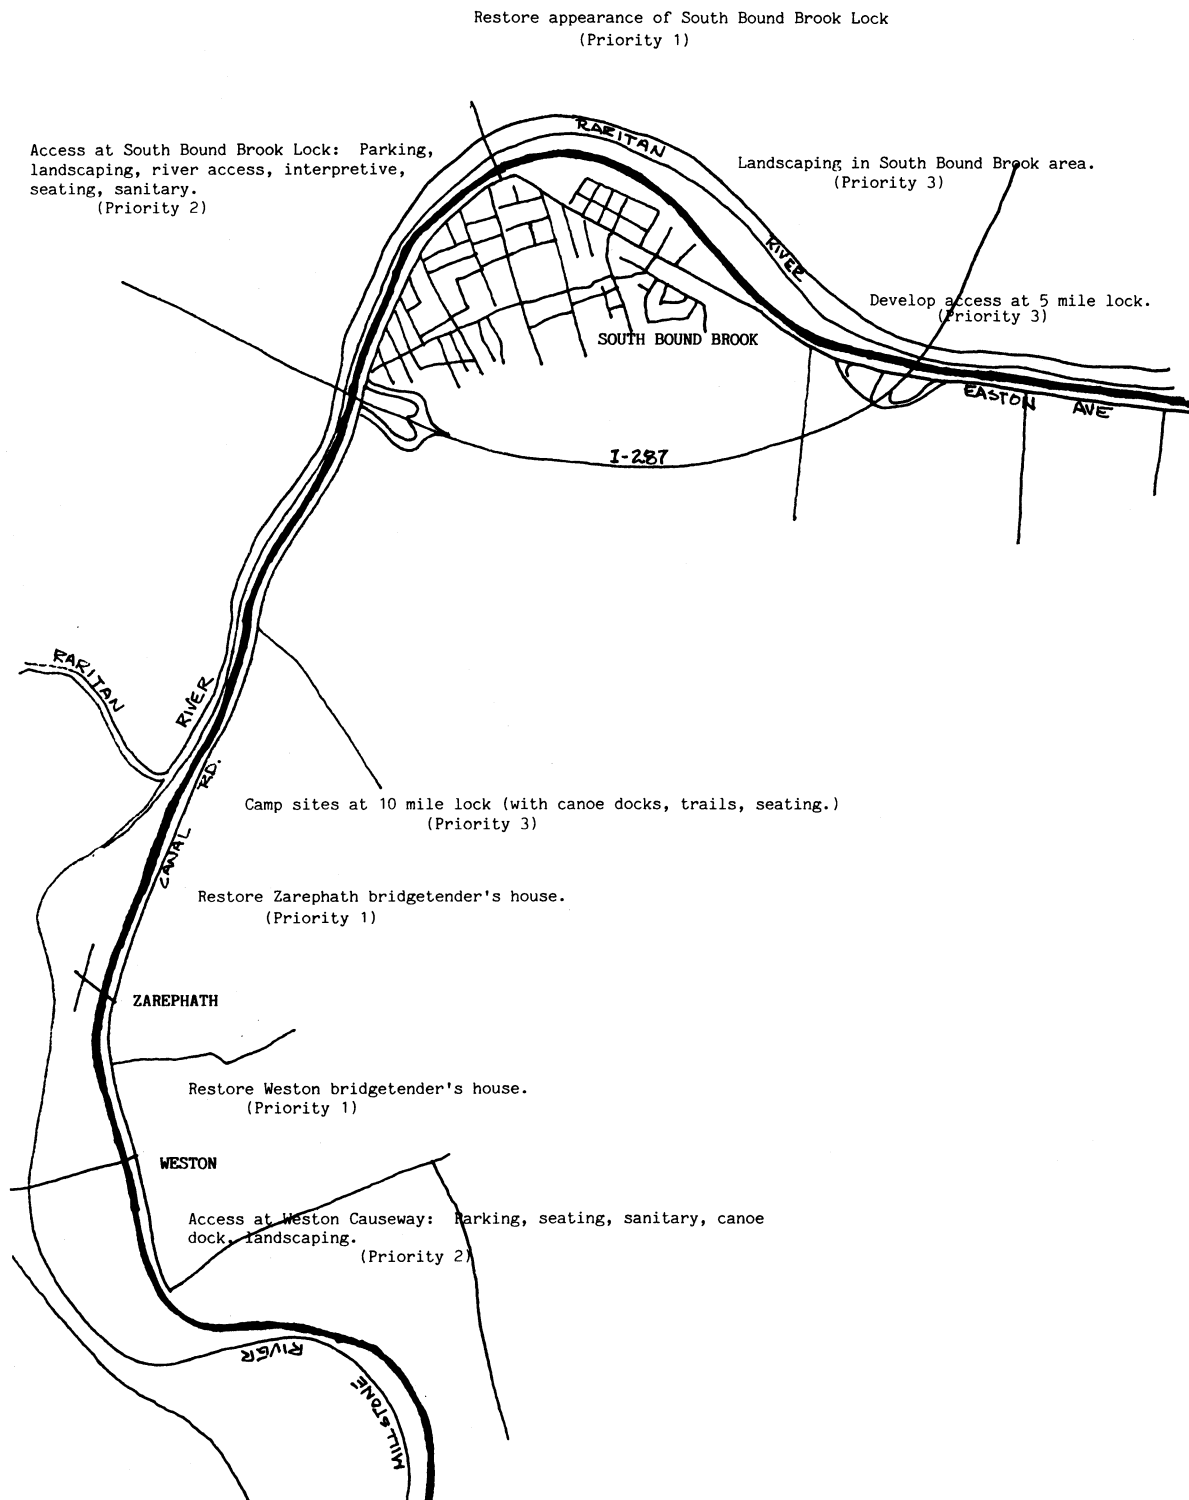 Restore appearance of South Bound Brook Lock
(Priority 1)
Access at South Bound Brook Lock: Parking,
landscaping, river access, interpretive,
seating, sanitary.
(Priority 2)
RARITAN
Landscaping in South Bound Brook area.
(Priority 3)
RIVER
Develop access at 5 mile lock.
(Priority 3)
SOUTH BOUND BROOK
EASTON AVE
I-287
RARITAN
RIVER
CANAL RD.
Camp sites at 10 mile lock (with canoe docks, trails, seating.)
(Priority 3)
Restore Zarephath bridgetender's house.
(Priority 1)
ZAREPHATH
Restore Weston bridgetender's house.
(Priority 1)
WESTON
Access at Weston Causeway: Parking, seating, sanitary, canoe
dock, landscaping.
(Priority 2)
RIVER
MILLSTONE